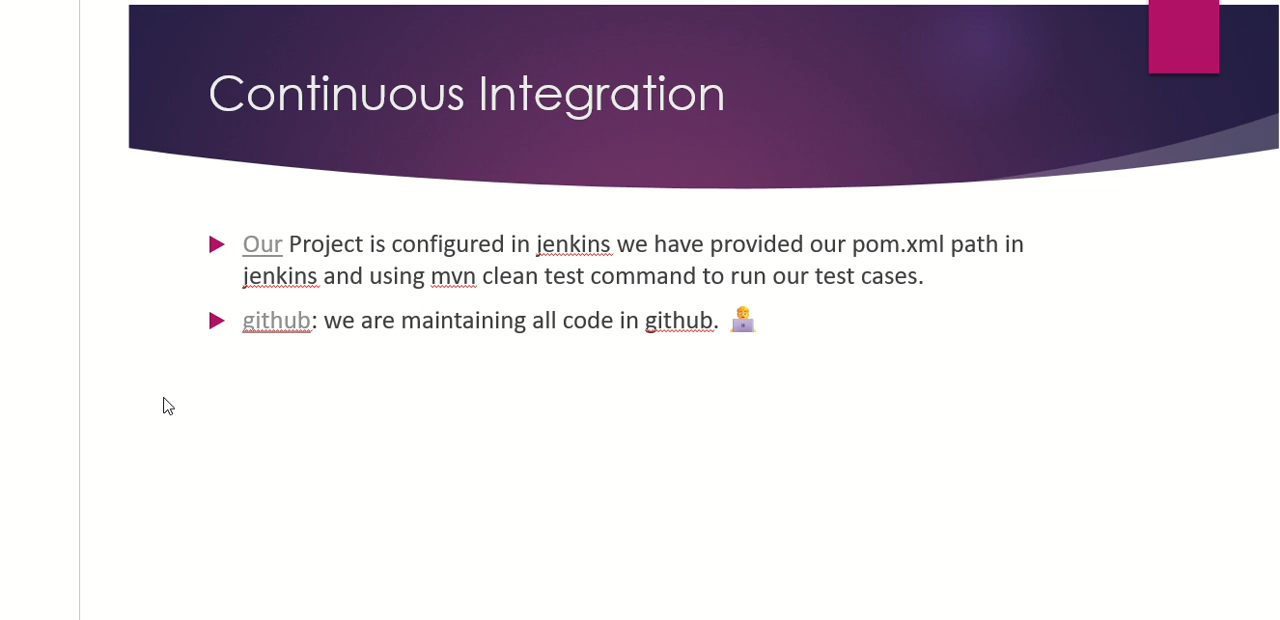 Continuous Integration
Our Project is configured in jenkins we have provided our pom.xml path in
jenkins and using mvn clean test command to run our test cases.
github: we are maintaining all code in github. 🧑‍💻